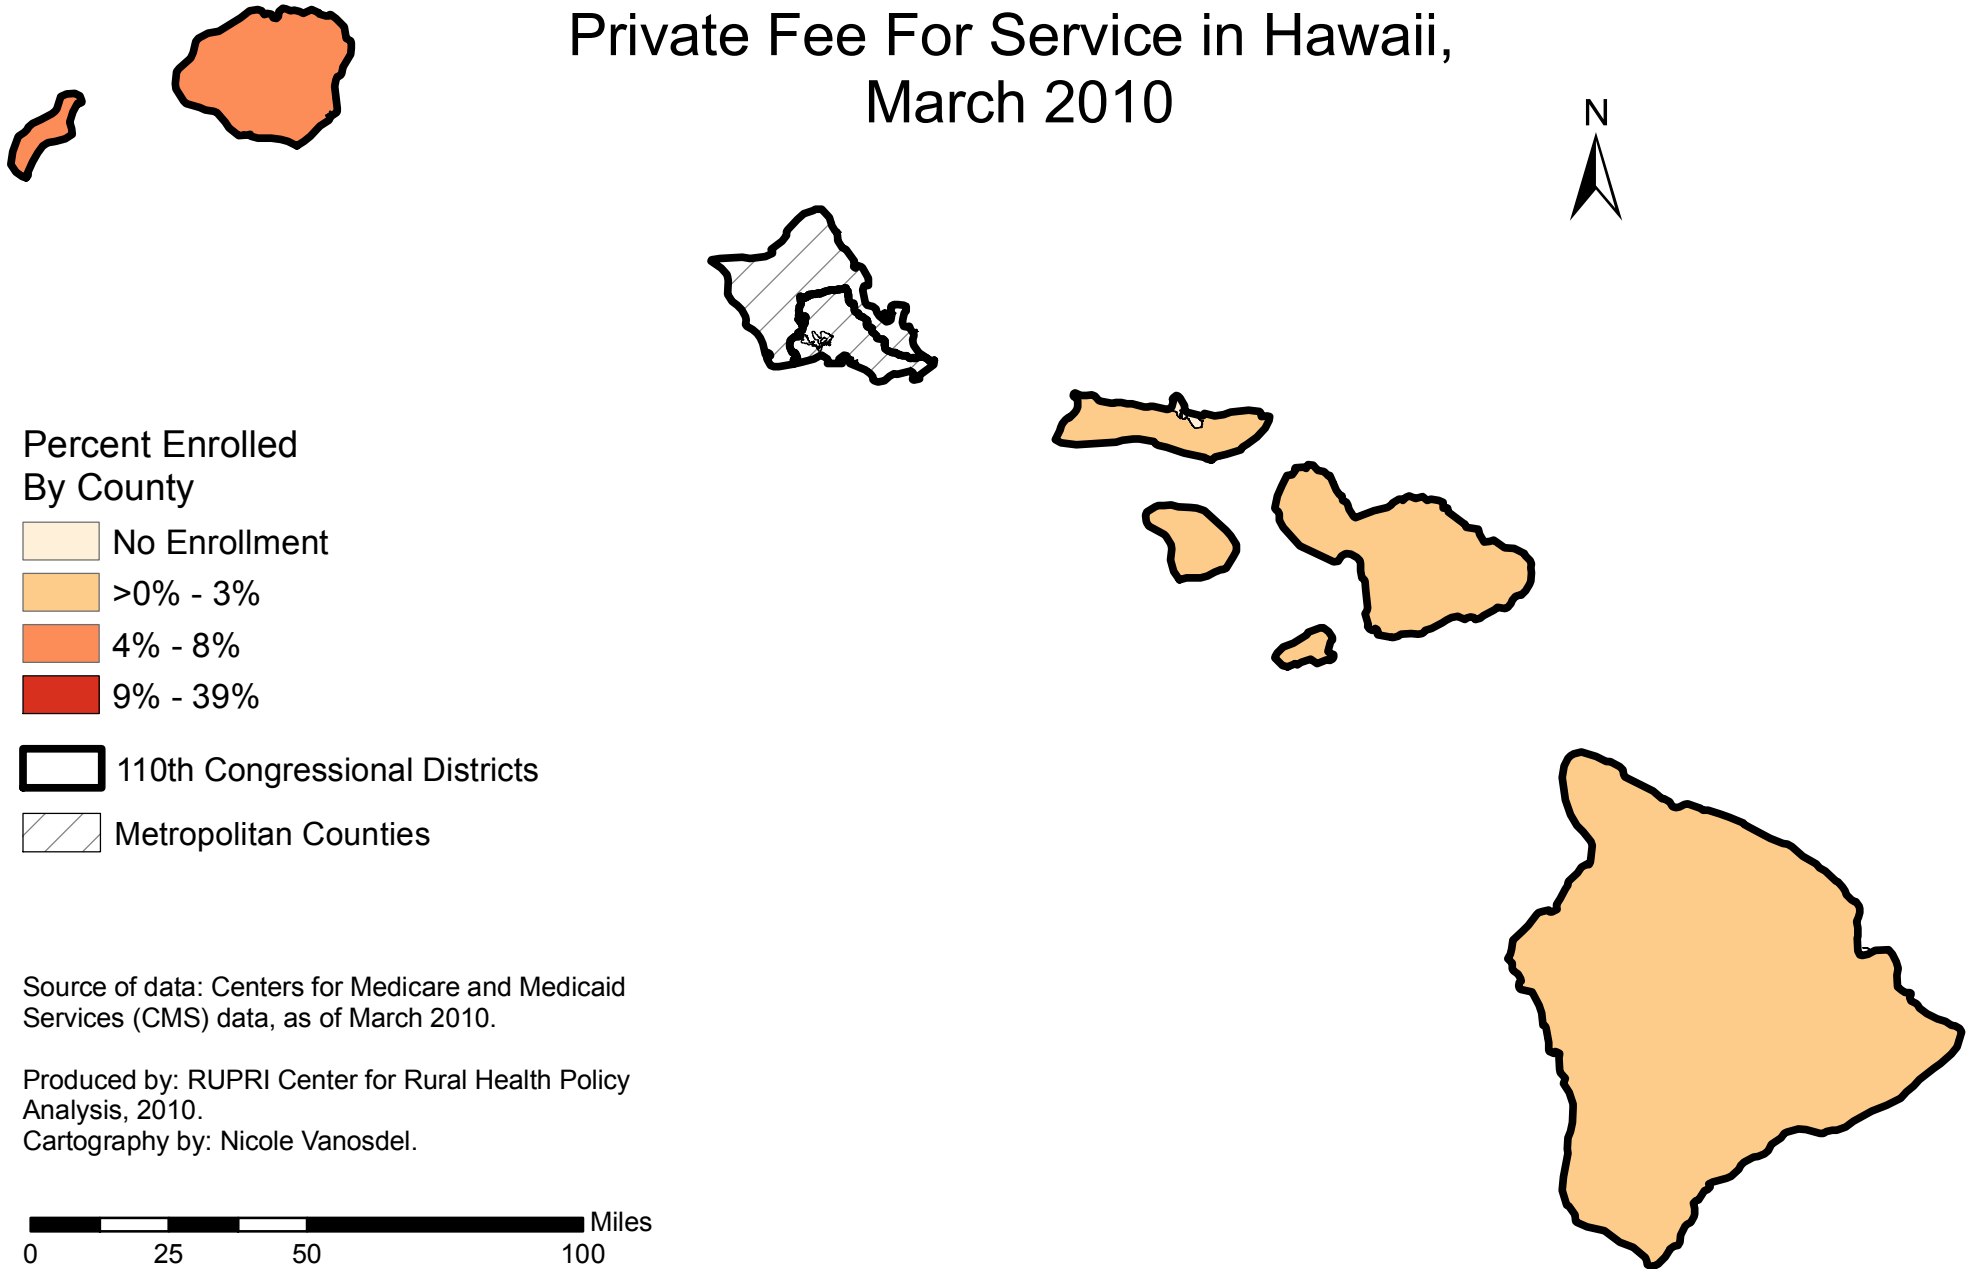 Private Fee For Service in Hawaii,
March 2010
N
Percent Enrolled
By County
No Enrollment
>0% - 3%
4% - 8%
9% - 39%
110th Congressional Districts
Metropolitan Counties
Source of data: Centers for Medicare and Medicaid
Services (CMS) data, as of March 2010.
Produced by: RUPRI Center for Rural Health Policy
Analysis, 2010.
Cartography by: Nicole Vanosdel.
Miles
0 25 50 100